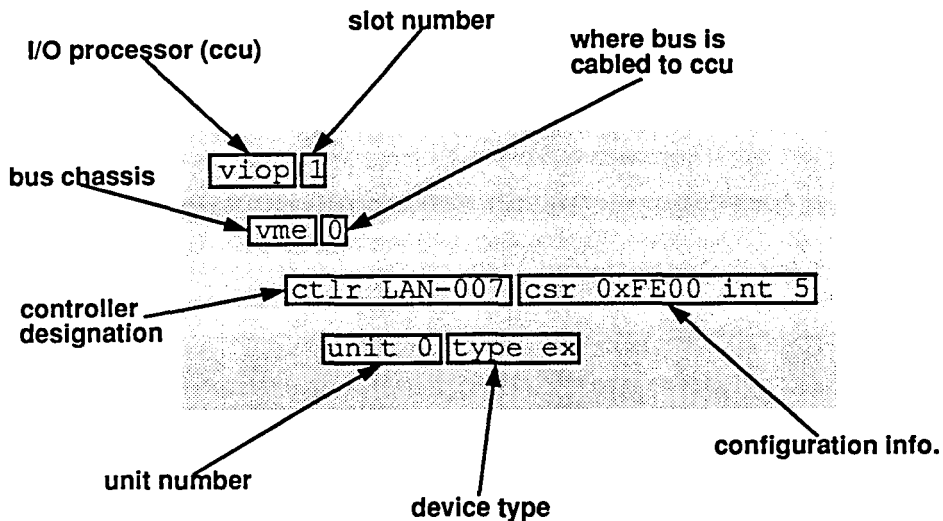 slot number
I/O processor (ccu)
where bus is
cabled to ccu
viop 1
bus chassis
vme 0
ctlr LAN-007 csr 0xFE00 int 5
controller
designation
unit 0 type ex
configuration info.
unit number
device type